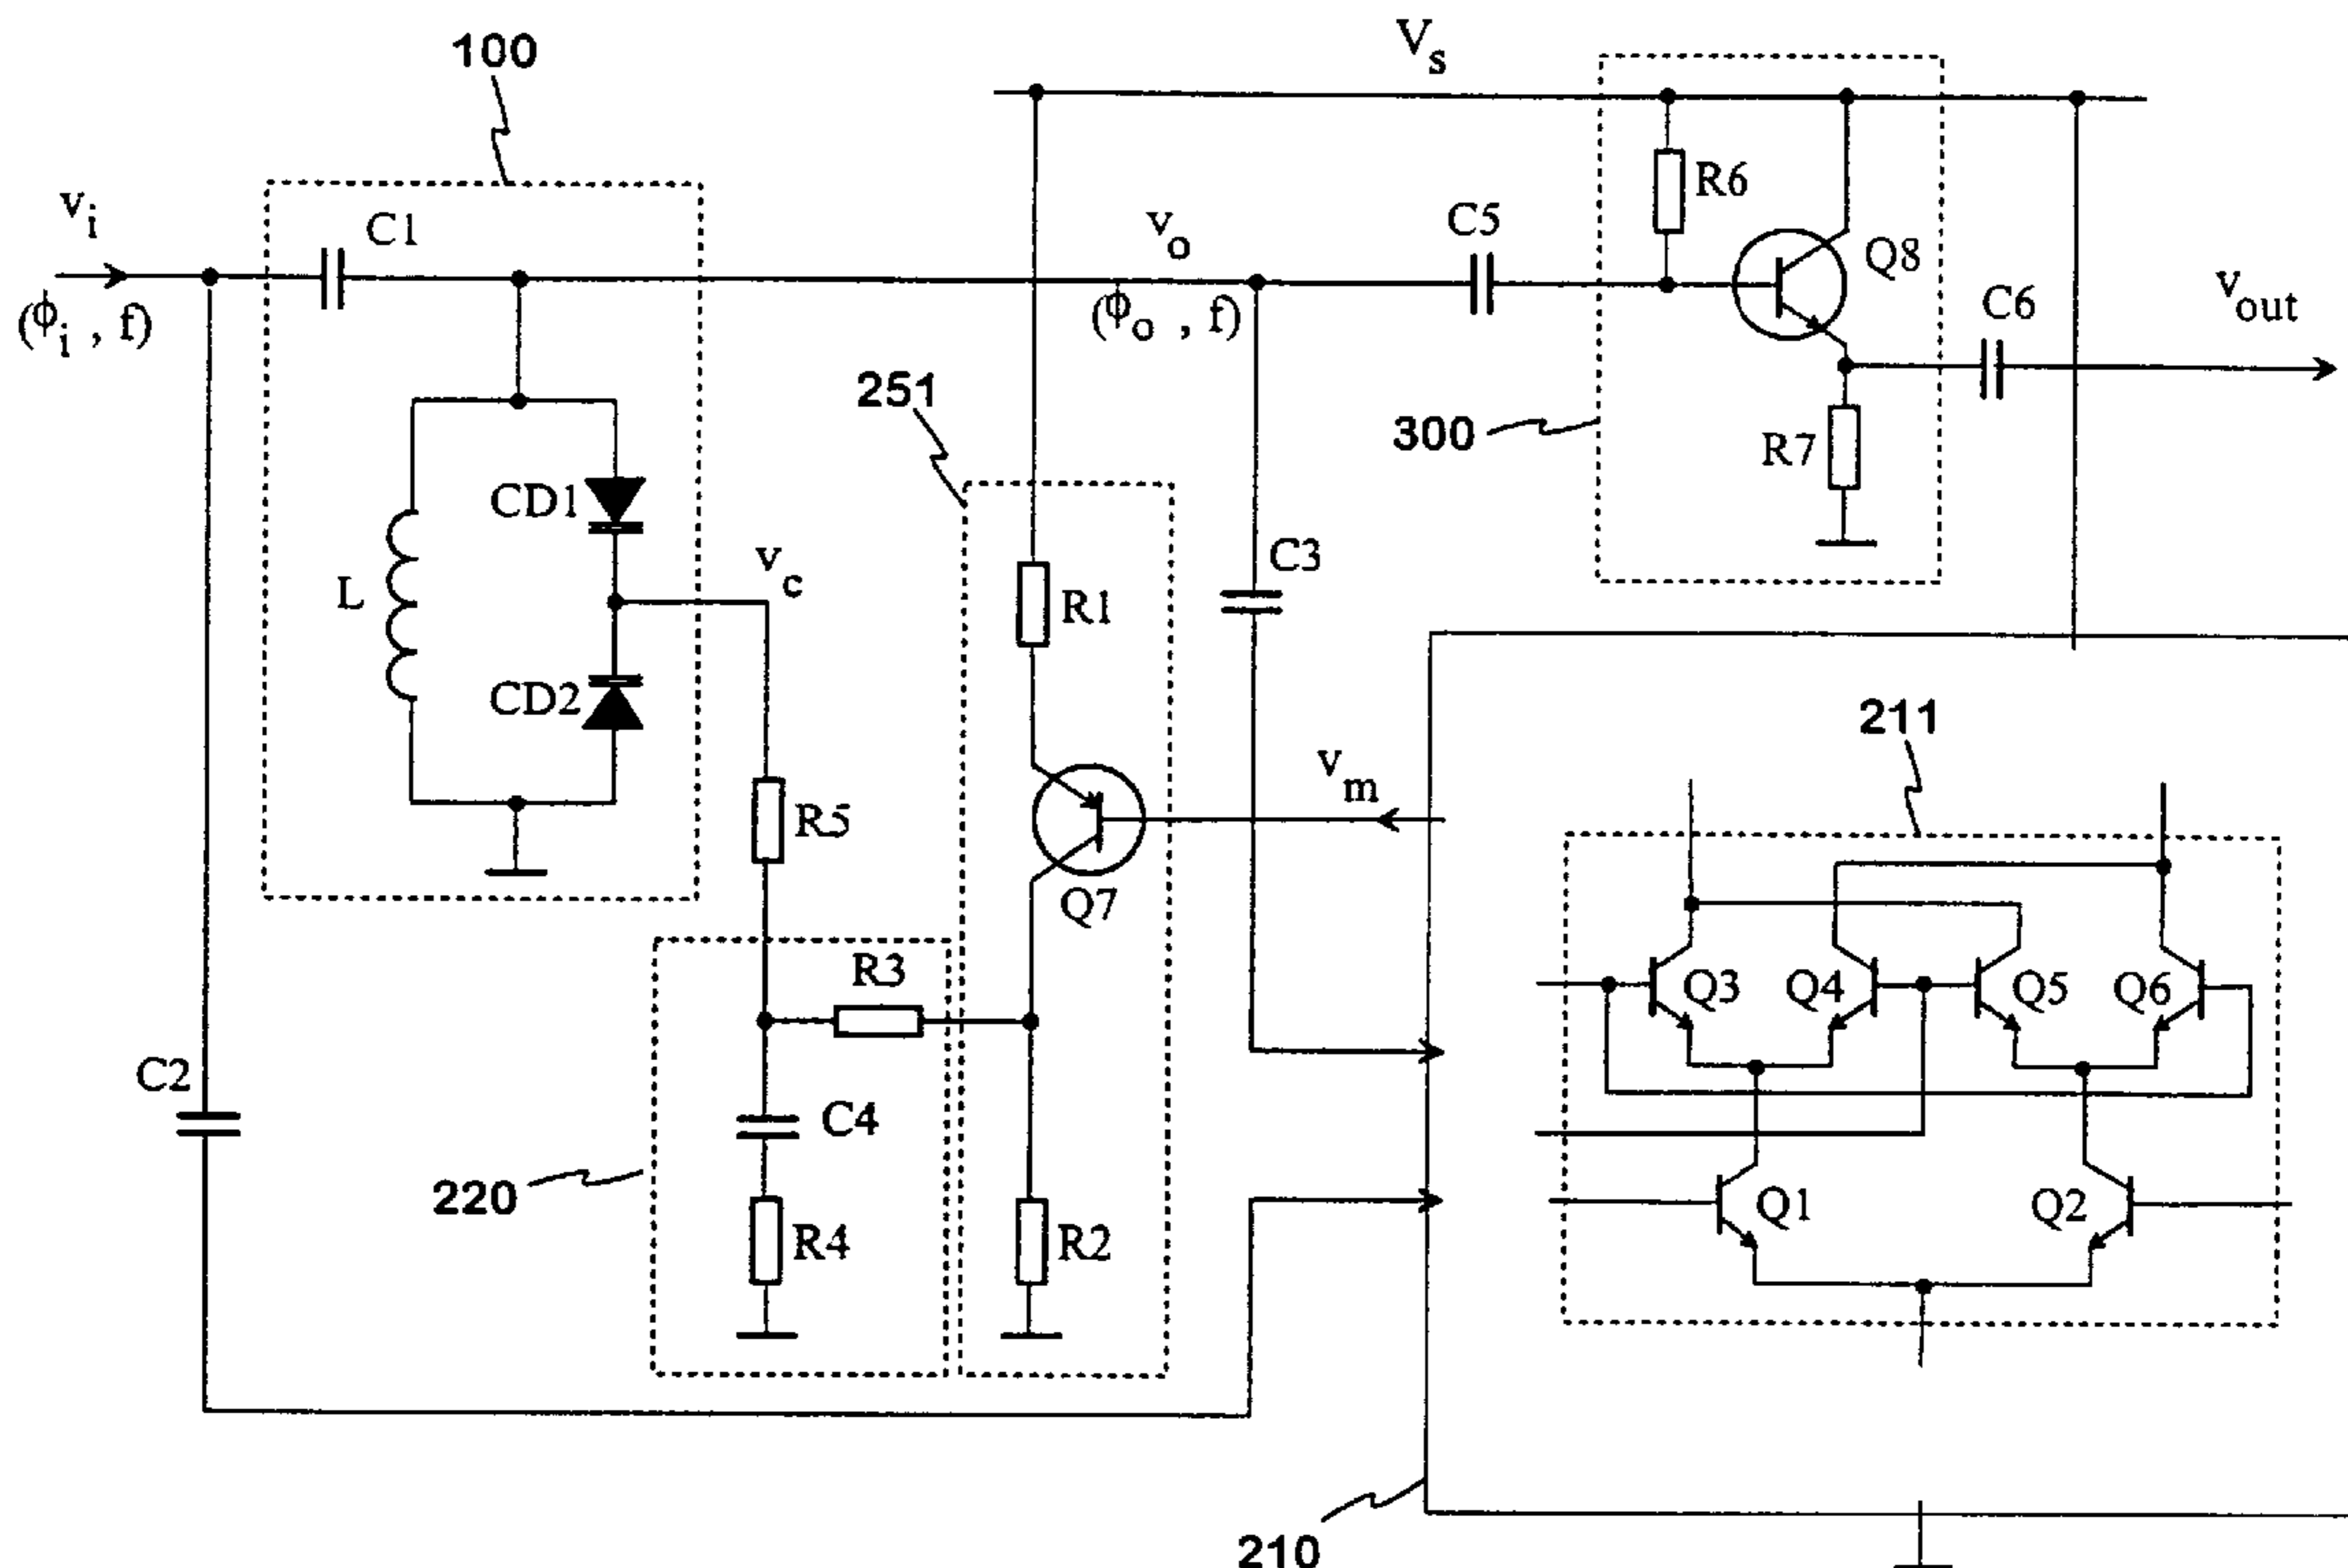 100
V_s
v_i
C1
(ϕ_i , f)
v_o
(ϕ_o , f)
C5
R6
Q8
C6
v_out
251
300
R7
CD1
L
v_c
CD2
R1
C3
211
v_m
R5
Q7
R3
Q3
Q4
Q5
Q6
C2
C4
220
R4
R2
Q1
Q2
210